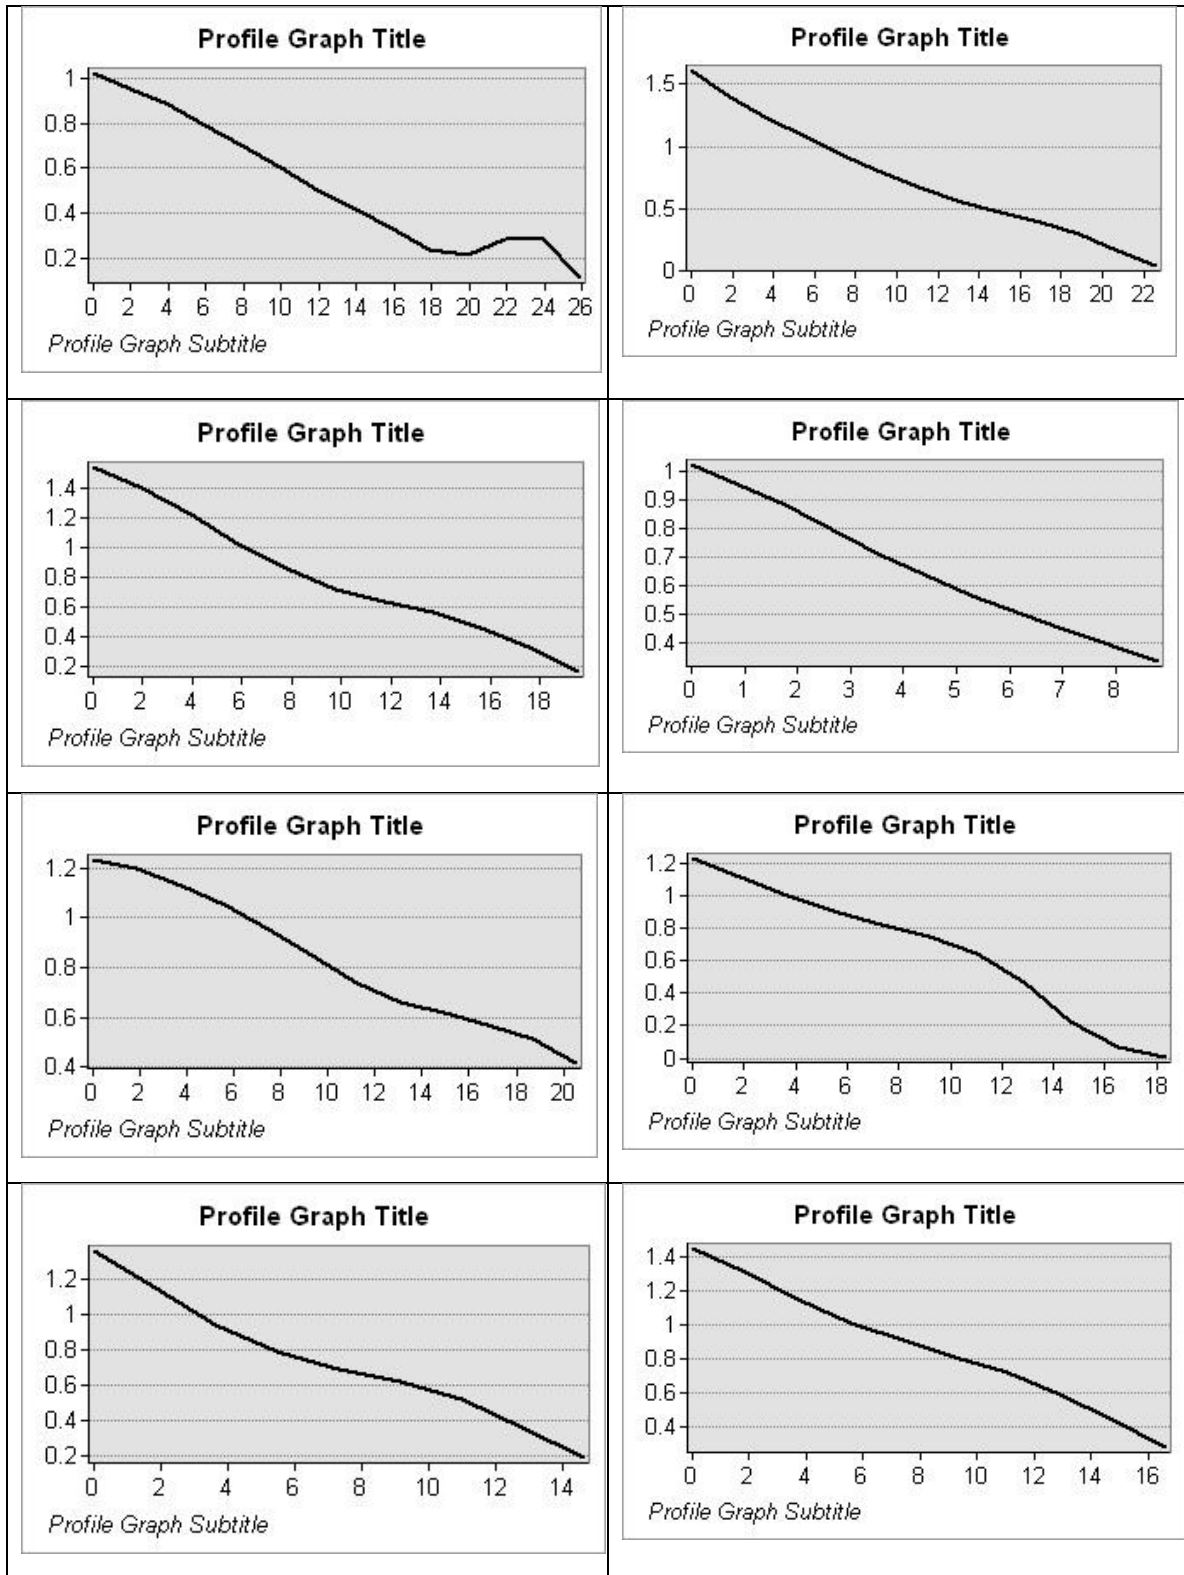 Profile Graph Title
1
0.8
0.6
0.4
0.2
0 2 4 6 8 10 12 14 16 18 20 22 24 26
Profile Graph Subtitle
Profile Graph Title
1.5
1
0.5
0
0 2 4 6 8 10 12 14 16 18 20 22
Profile Graph Subtitle
Profile Graph Title
1.4
1.2
1
0.8
0.6
0.4
0.2
0 2 4 6 8 10 12 14 16 18
Profile Graph Subtitle
Profile Graph Title
1
0.9
0.8
0.7
0.6
0.5
0.4
0 1 2 3 4 5 6 7 8
Profile Graph Subtitle
Profile Graph Title
1.2
1
0.8
0.6
0.4
0 2 4 6 8 10 12 14 16 18 20
Profile Graph Subtitle
Profile Graph Title
1.2
1
0.8
0.6
0.4
0.2
0
0 2 4 6 8 10 12 14 16 18
Profile Graph Subtitle
Profile Graph Title
1.2
1
0.8
0.6
0.4
0.2
0 2 4 6 8 10 12 14
Profile Graph Subtitle
Profile Graph Title
1.4
1.2
1
0.8
0.6
0.4
0 2 4 6 8 10 12 14 16
Profile Graph Subtitle